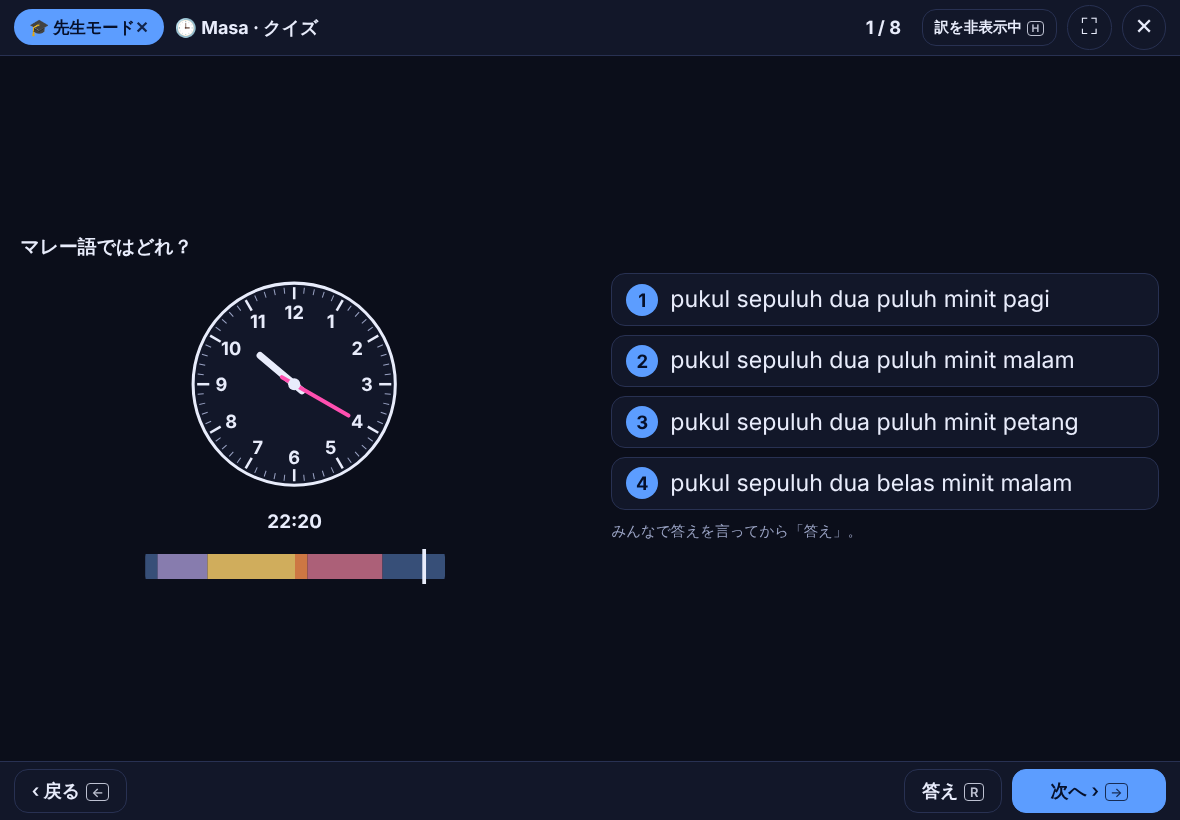 🎓 先生モード✕
🕒 Masa · クイズ
1 / 8
訳を非表示中 H
マレー語ではどれ？
12
1
2
3
4
5
6
7
8
9
10
11
22:20
1 pukul sepuluh dua puluh minit pagi
2 pukul sepuluh dua puluh minit malam
3 pukul sepuluh dua puluh minit petang
4 pukul sepuluh dua belas minit malam
みんなで答えを言ってから「答え」。
‹ 戻る ←
答え R
次へ › →